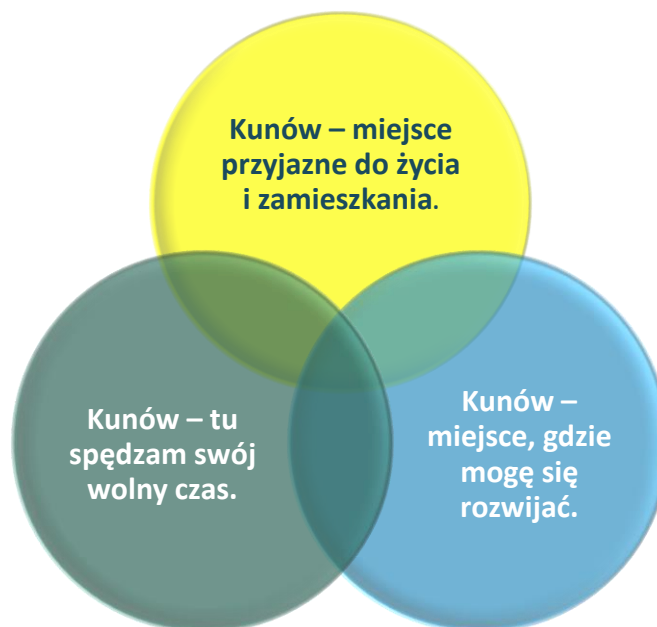 Kunów – miejsce
przyjazne do życia
i zamieszkania.
Kunów – tu
spędzam swój
wolny czas.
Kunów –
miejsce, gdzie
mogę się
rozwijać.